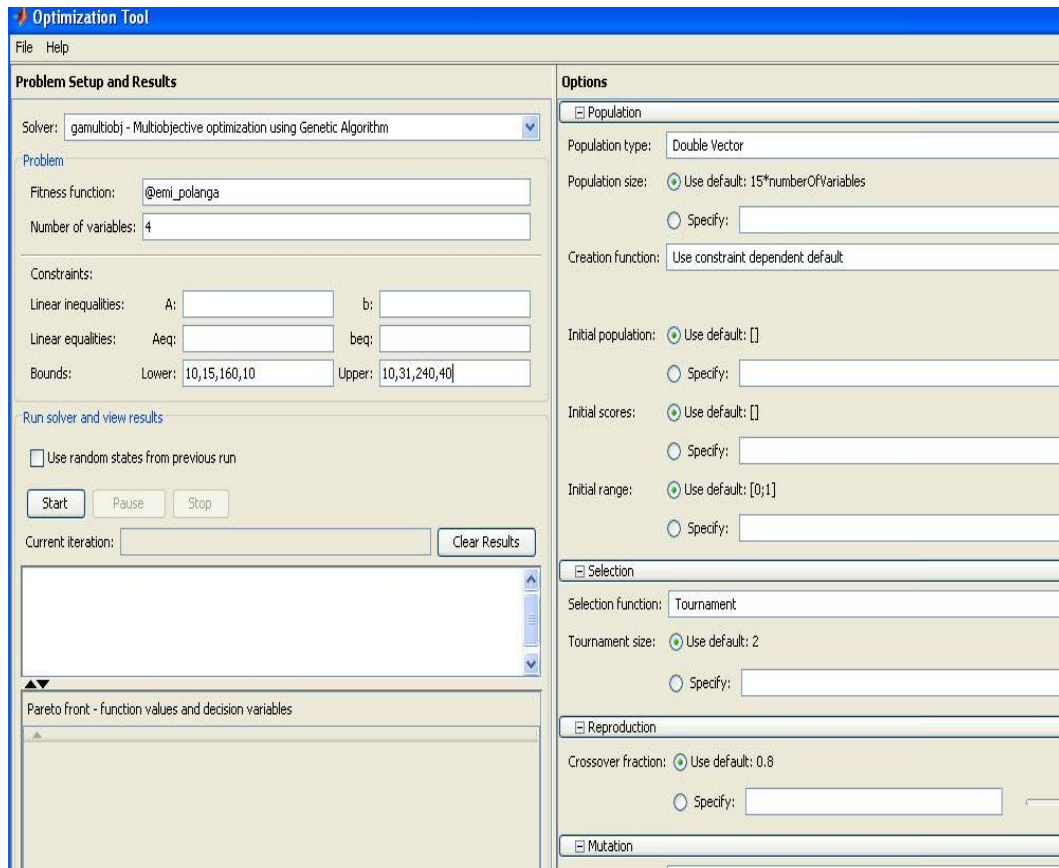 Optimization Tool
File Help
Problem Setup and Results
Solver: gamultiobj - Multiobjective optimization using Genetic Algorithm
Problem
Fitness function: @emi_polanga
Number of variables: 4
Constraints:
Linear inequalities: A: b:
Linear equalities: Aeq: beq:
Bounds: Lower: 10,15,160,10 Upper: 10,31,240,40
Run solver and view results
Use random states from previous run
Start Pause Stop
Current iteration: Clear Results
Pareto front - function values and decision variables
Options
Population
Population type: Double Vector
Population size: Use default: 15*numberOfVariables
Specify:
Creation function: Use constraint dependent default
Initial population: Use default: []
Specify:
Initial scores: Use default: []
Specify:
Initial range: Use default: [0;1]
Specify:
Selection
Selection function: Tournament
Tournament size: Use default: 2
Specify:
Reproduction
Crossover fraction: Use default: 0.8
Specify:
Mutation